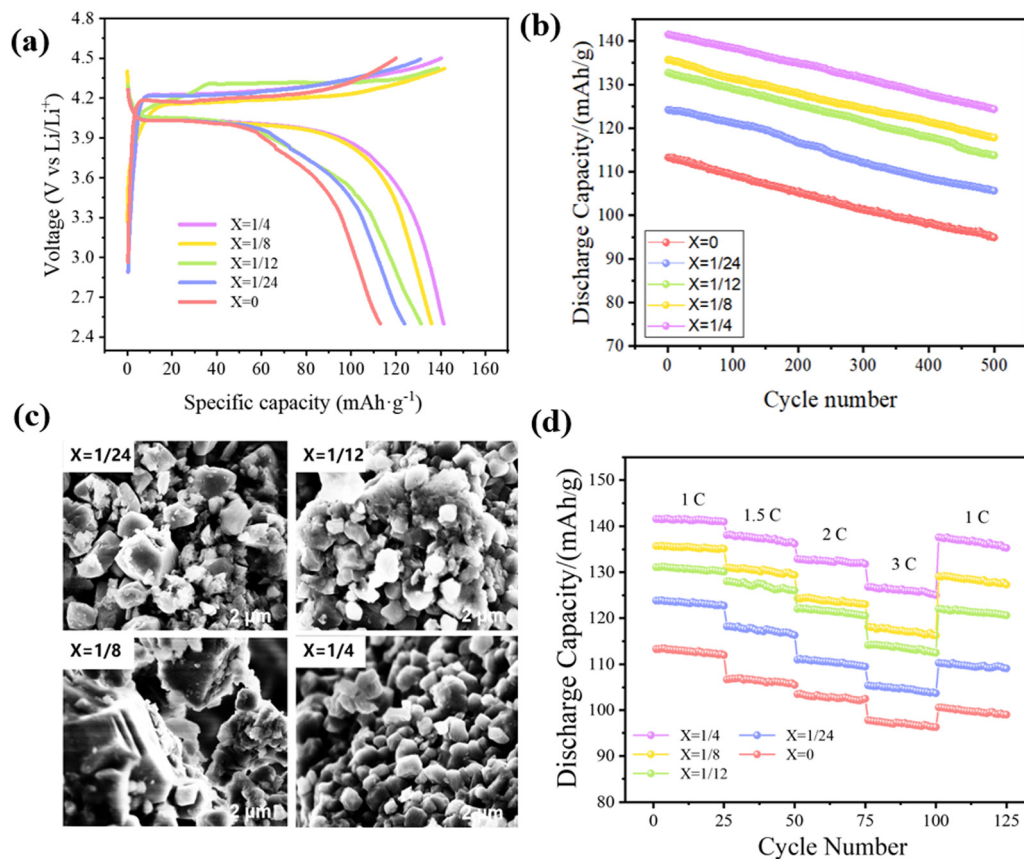 (a)
4.8
4.5
4.2
3.9
3.6
3.3
3.0
2.7
2.4
Voltage (V vs Li/Li⁺)
X=1/4
X=1/8
X=1/12
X=1/24
X=0
0 20 40 60 80 100 120 140 160
Specific capacity (mAh·g⁻¹)
(b)
140
130
120
110
100
90
80
70
Discharge Capacity/(mAh/g)
X=0
X=1/24
X=1/12
X=1/8
X=1/4
0 100 200 300 400 500
Cycle number
(c)
X=1/24
2 μm
X=1/12
2 μm
X=1/8
2 μm
X=1/4
2 μm
(d)
150
140
130
120
110
100
90
80
Discharge Capacity/(mAh/g)
1 C
1.5 C
2 C
3 C
1 C
X=1/4
X=1/8
X=1/12
X=1/24
X=0
0 25 50 75 100 125
Cycle Number